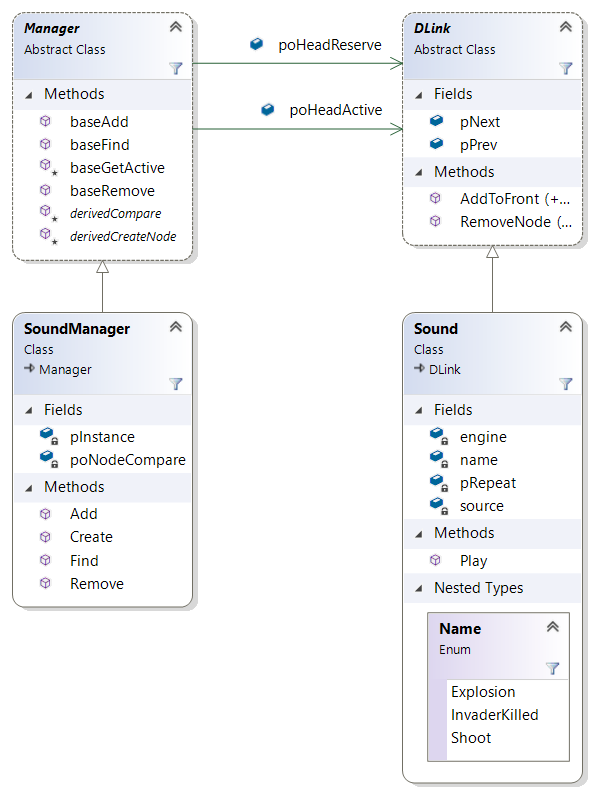 Manager
Abstract Class
Methods
baseAdd
baseFind
baseGetActive
baseRemove
derivedCompare
derivedCreateNode
poHeadReserve
poHeadActive
DLink
Abstract Class
Fields
pNext
pPrev
Methods
AddToFront (+...
RemoveNode (...
SoundManager
Class
Manager
Fields
pInstance
poNodeCompare
Methods
Add
Create
Find
Remove
Sound
Class
DLink
Fields
engine
name
pRepeat
source
Methods
Play
Nested Types
Name
Enum
Explosion
InvaderKilled
Shoot